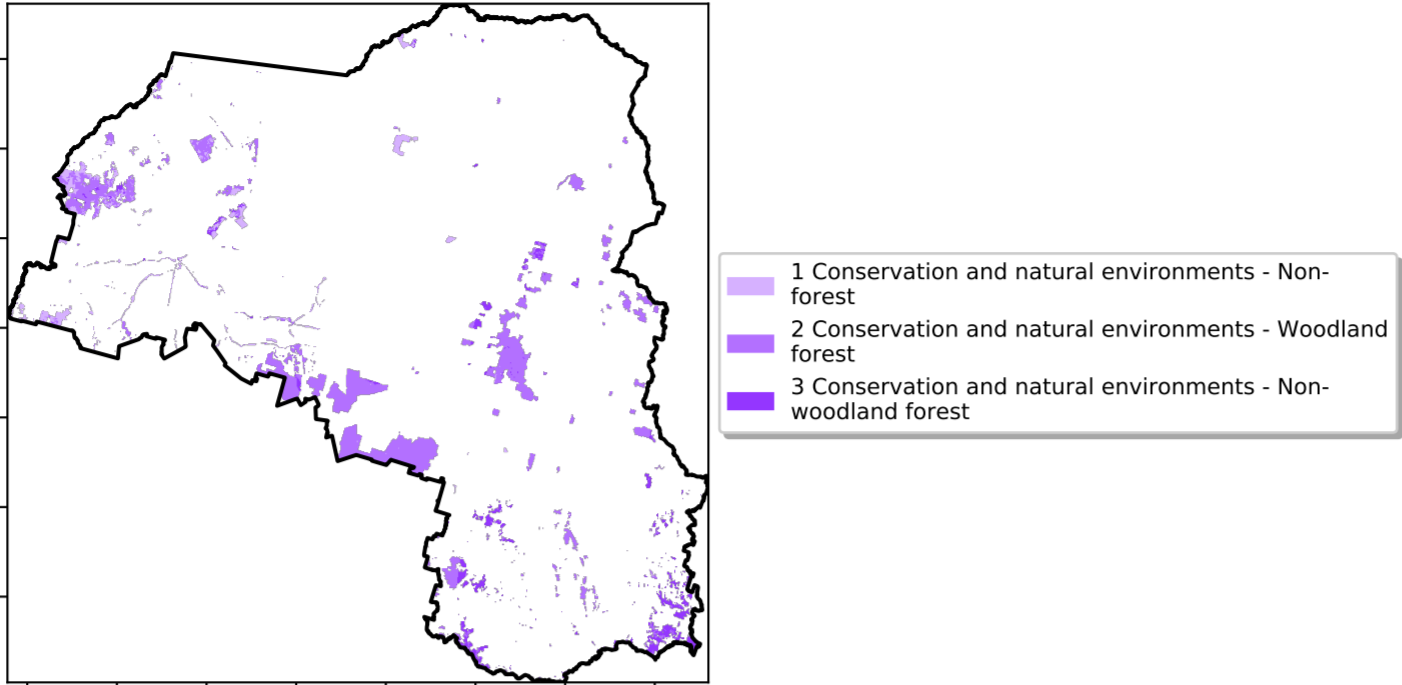 1 Conservation and natural environments - Non-
forest
2 Conservation and natural environments - Woodland
forest
3 Conservation and natural environments - Non-
woodland forest